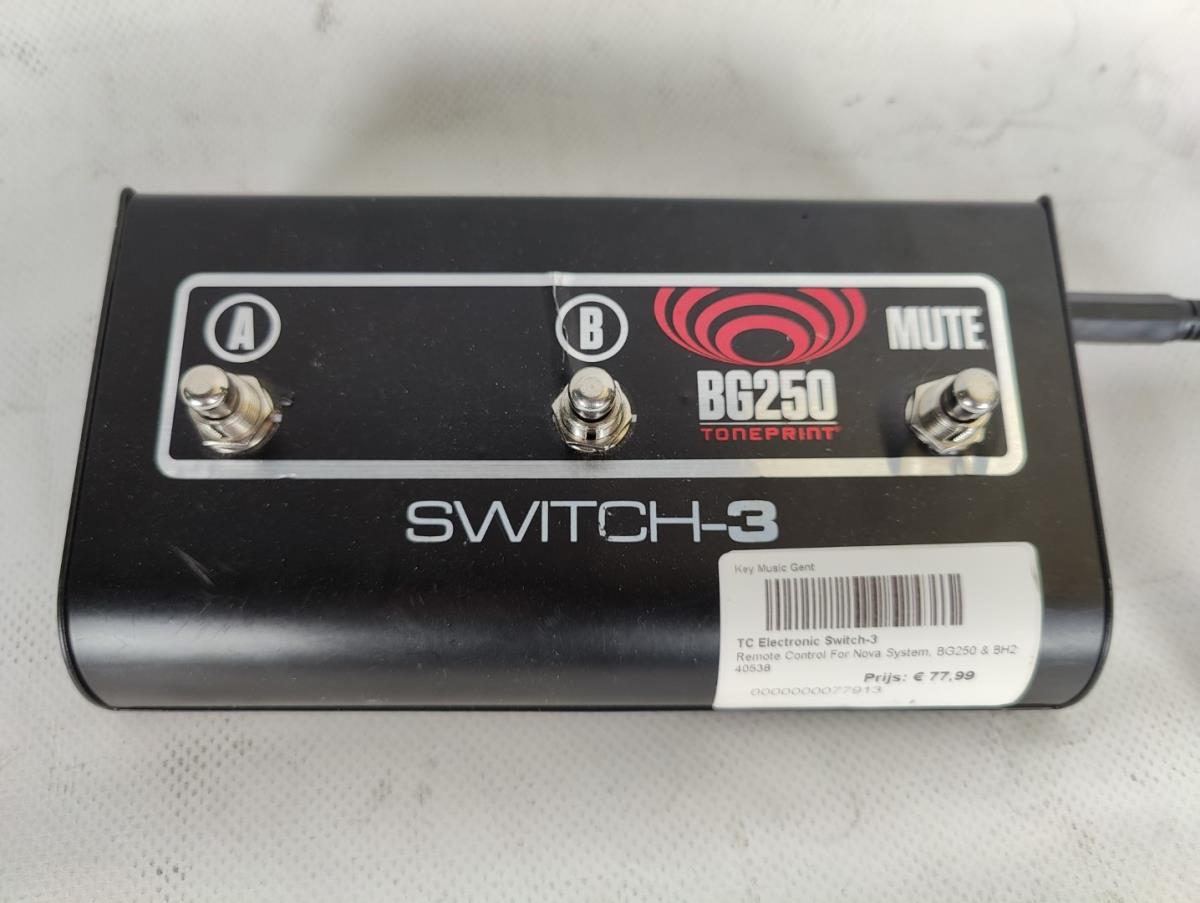 A
B
MUTE
BG250
TONEPRINT
SWITCH-3
Key Music Gent
TC Electronic Switch-3
Remote Control For Nova System, BG250 & BH2
40538
Prijs: € 77,99
0000000077913